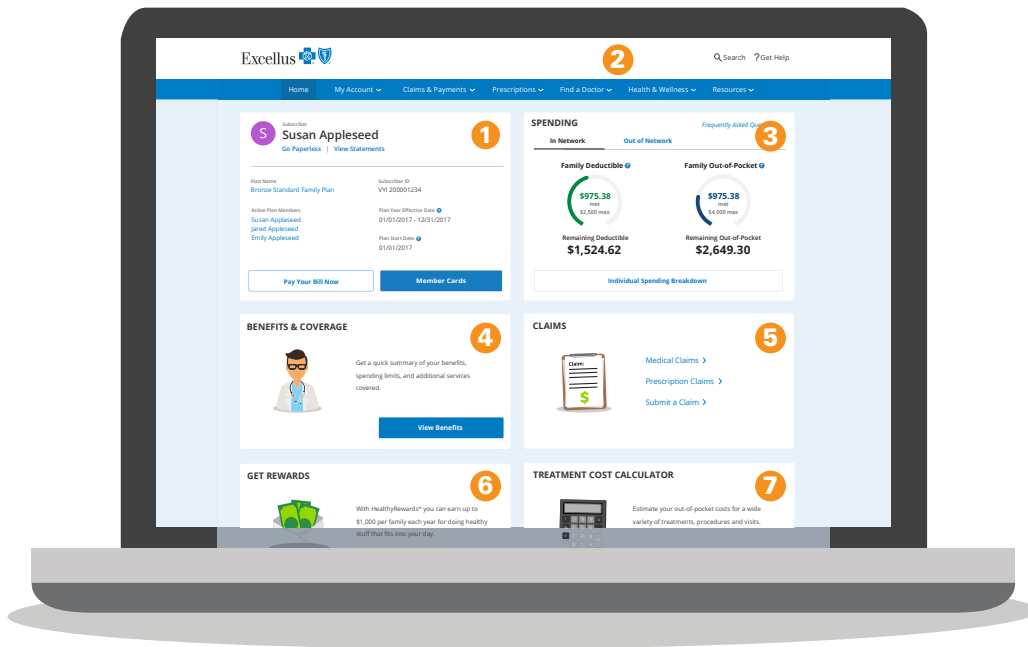 Excellus
2
Search
? Get Help
Home
My Account
Claims & Payments
Prescriptions
Find a Doctor
Health & Wellness
Resources
S
Subscriber
Susan Appleseed
Go Paperless | View Statements
1
Plan Name
Bronze Standard Family Plan
Subscriber ID
VYI 200001234
Active Plan Members
Susan Appleseed
Jared Appleseed
Emily Appleseed
Plan Year Effective Date ?
01/01/2017 - 12/31/2017
Plan Start Date ?
01/01/2017
Pay Your Bill Now
Member Cards
SPENDING
Frequently Asked
3
In Network
Out of Network
Family Deductible ?
$975.38
met
$2,500 max
Remaining Deductible
$1,524.62
Family Out-of-Pocket ?
$975.38
met
$4,000 max
Remaining Out-of-Pocket
$2,649.30
Individual Spending Breakdown
BENEFITS & COVERAGE
4
Get a quick summary of your benefits,
spending limits, and additional services
covered.
View Benefits
CLAIMS
5
Claim:
$
Medical Claims
Prescription Claims
Submit a Claim
GET REWARDS
6
With HealthyRewards® you can earn up to
$1,000 per family each year for doing healthy
stuff that fits into your day.
TREATMENT COST CALCULATOR
7
Estimate your out-of-pocket costs for a wide
variety of treatments, procedures and visits.